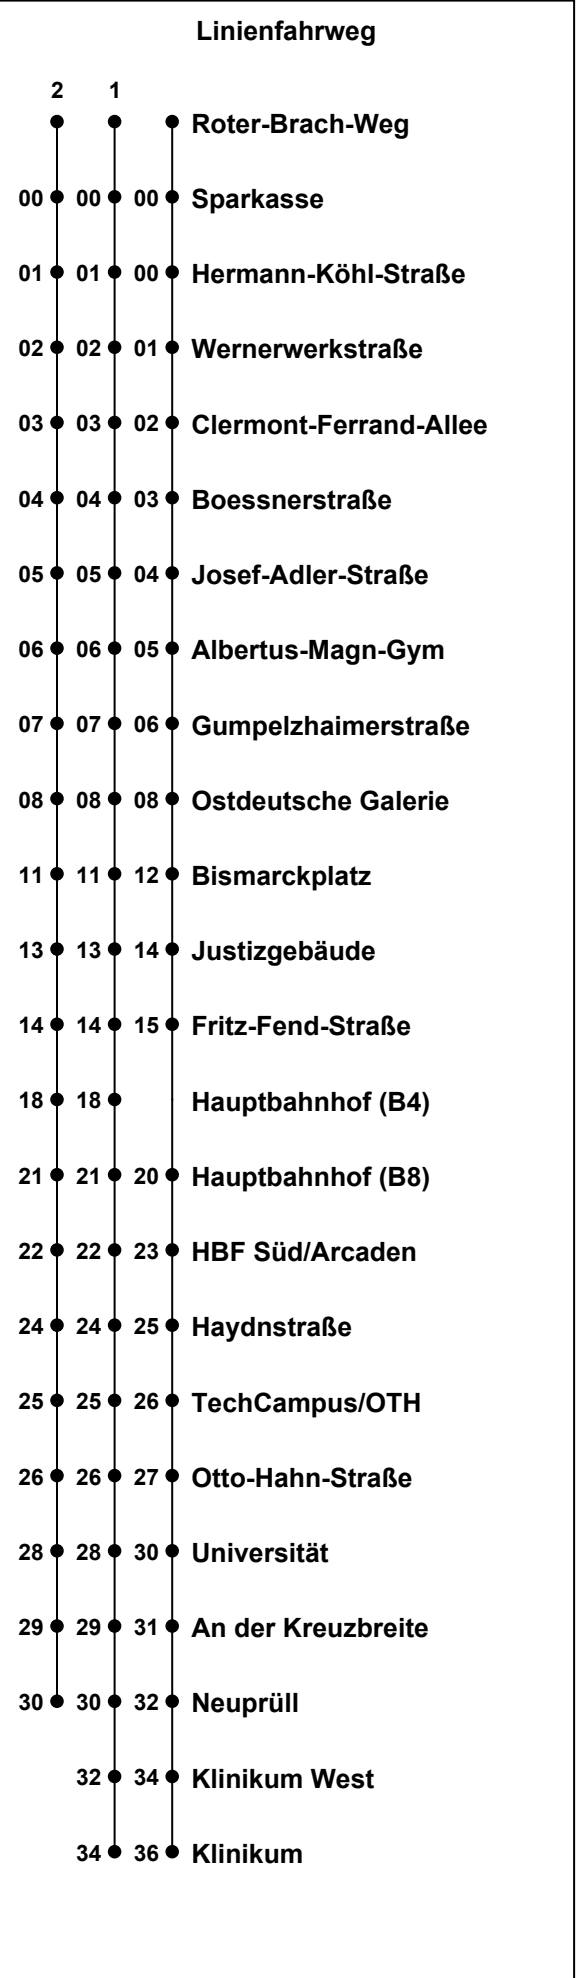 Linienfahrweg
2 1
Roter-Brach-Weg
00 00 00 Sparkasse
01 01 00 Hermann-Köhl-Straße
02 02 01 Wernerwerkstraße
03 03 02 Clermont-Ferrand-Allee
04 04 03 Boessnerstraße
05 05 04 Josef-Adler-Straße
06 06 05 Albertus-Magn-Gym
07 07 06 Gumpelzhaimerstraße
08 08 08 Ostdeutsche Galerie
11 11 12 Bismarckplatz
13 13 14 Justizgebäude
14 14 15 Fritz-Fend-Straße
18 18 Hauptbahnhof (B4)
21 21 20 Hauptbahnhof (B8)
22 22 23 HBF Süd/Arcaden
24 24 25 Haydnstraße
25 25 26 TechCampus/OTH
26 26 27 Otto-Hahn-Straße
28 28 30 Universität
29 29 31 An der Kreuzbreite
30 30 32 Neuprüll
32 34 Klinikum West
34 36 Klinikum